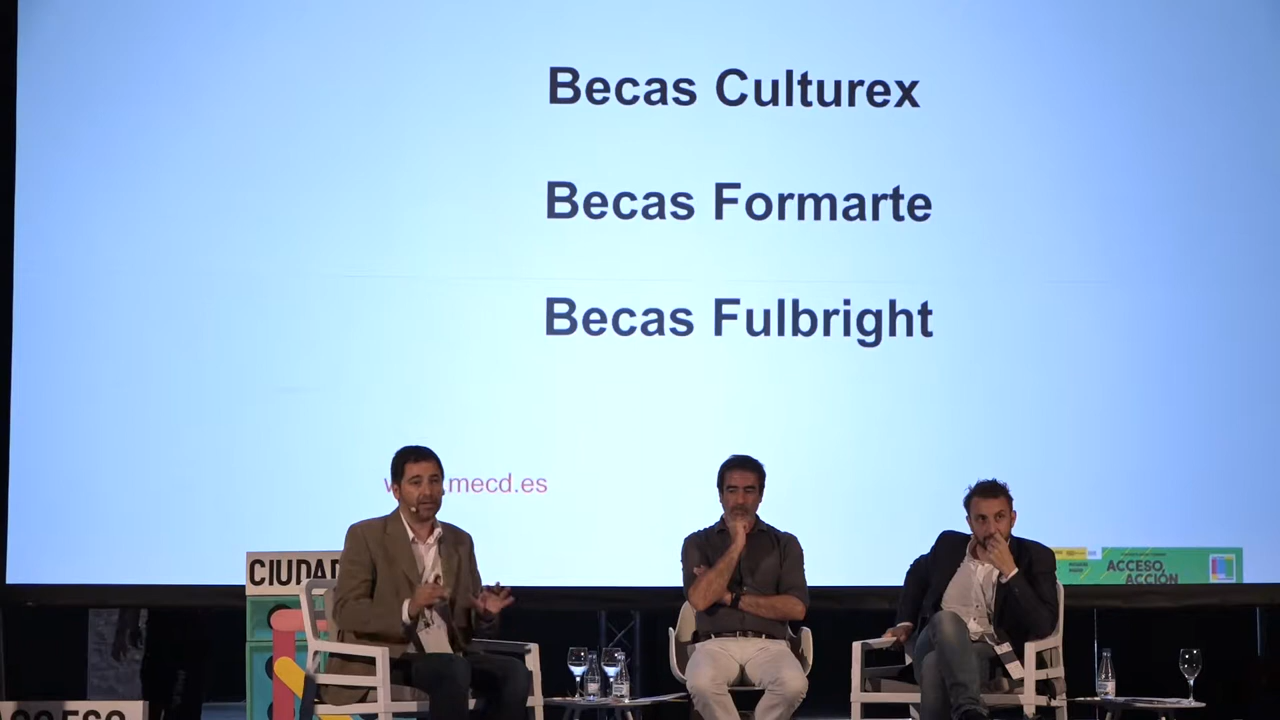 Becas Culturex
Becas Formarte
Becas Fulbright
mecd.es
CIUDAD
ACCESO,
ACCIÓN